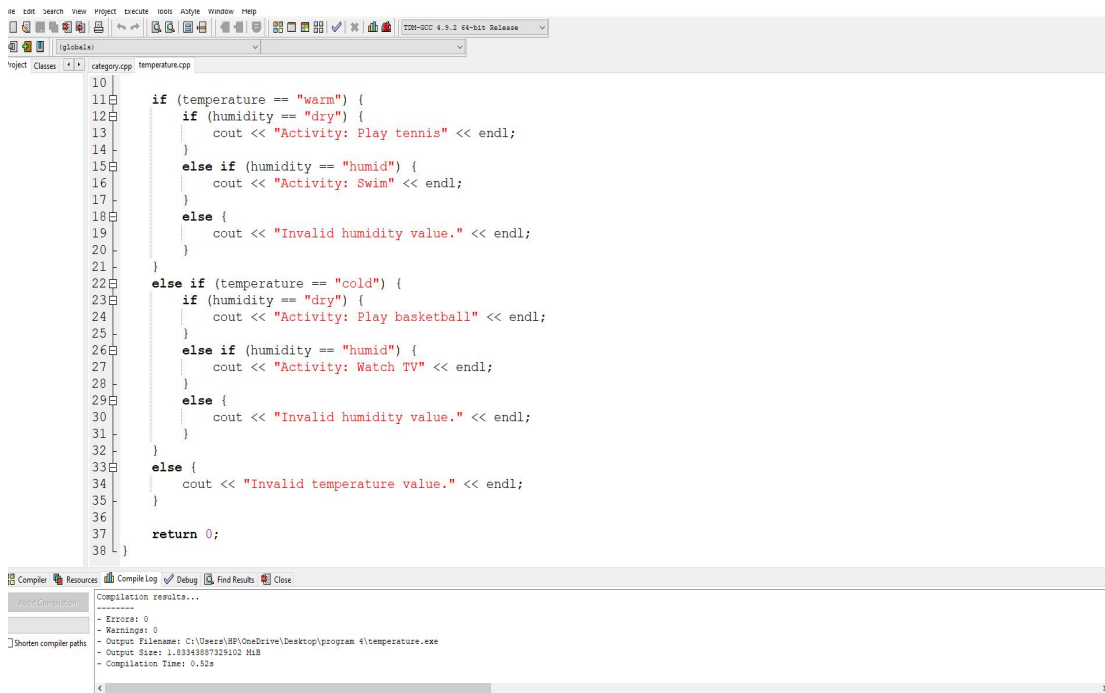 File Edit Search View Project Execute Tools AStyle Window Help
TDM-GCC 4.9.2 64-bit Release
(globals)
Project Classes category.cpp temperature.cpp
10
11 if (temperature == "warm") {
12 if (humidity == "dry") {
13 cout << "Activity: Play tennis" << endl;
14 }
15 else if (humidity == "humid") {
16 cout << "Activity: Swim" << endl;
17 }
18 else {
19 cout << "Invalid humidity value." << endl;
20 }
21 }
22 else if (temperature == "cold") {
23 if (humidity == "dry") {
24 cout << "Activity: Play basketball" << endl;
25 }
26 else if (humidity == "humid") {
27 cout << "Activity: Watch TV" << endl;
28 }
29 else {
30 cout << "Invalid humidity value." << endl;
31 }
32 }
33 else {
34 cout << "Invalid temperature value." << endl;
35 }
36
37 return 0;
38 }
Compiler Resources Compile Log Debug Find Results Close
Abort Compilation
Shorten compiler paths
Compilation results...
--------
- Errors: 0
- Warnings: 0
- Output Filename: C:\Users\HP\OneDrive\Desktop\program 4\temperature.exe
- Output Size: 1.83343887329102 MiB
- Compilation Time: 0.52s